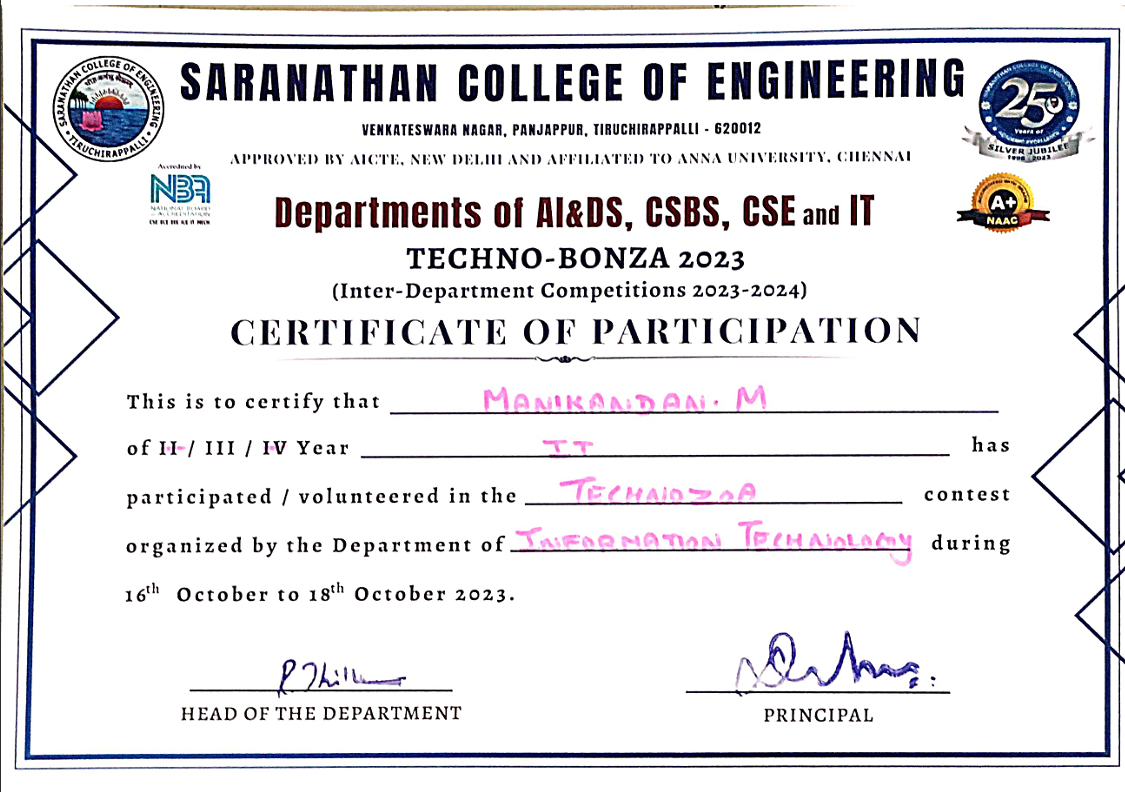 SARANATHAN COLLEGE OF ENGINEERING
SARANATHAN COLLEGE OF ENGINEERING
TIRUCHIRAPPALLI
VENKATESWARA NAGAR, PANJAPPUR, TIRUCHIRAPPALLI - 620012
APPROVED BY AICTE, NEW DELHI AND AFFILIATED TO ANNA UNIVERSITY, CHENNAI
25
Years of
SILVER JUBILEE
1998 - 2023
Accredited by
NBA
NATIONAL BOARD
of ACCREDITATION
A+
NAAC
Departments of AI&DS, CSBS, CSE and IT
TECHNO-BONZA 2023
(Inter-Department Competitions 2023-2024)
CERTIFICATE OF PARTICIPATION
This is to certify that MANIKANDAN. M
of II / III / IV Year IT has
participated / volunteered in the TECHNOZOA contest
organized by the Department of INFORMATION TECHNOLOGY during
16th October to 18th October 2023.
HEAD OF THE DEPARTMENT
PRINCIPAL